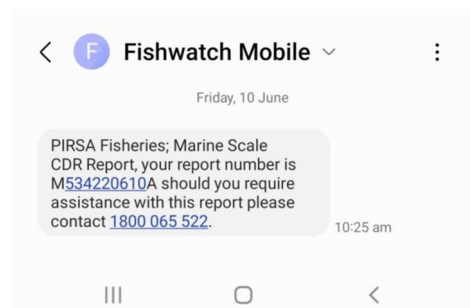 F Fishwatch Mobile
Friday, 10 June
PIRSA Fisheries; Marine Scale
CDR Report, your report number is
M534220610A should you require
assistance with this report please
contact 1800 065 522.
10:25 am